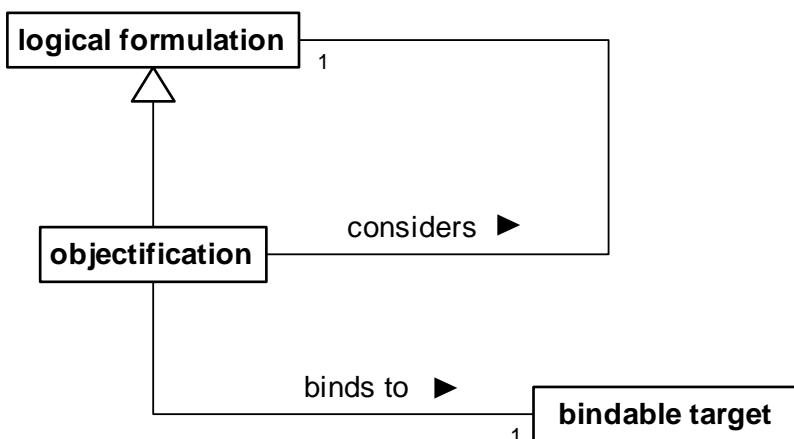 logical formulation
1
considers ►
objectification
binds to ►
bindable target
1